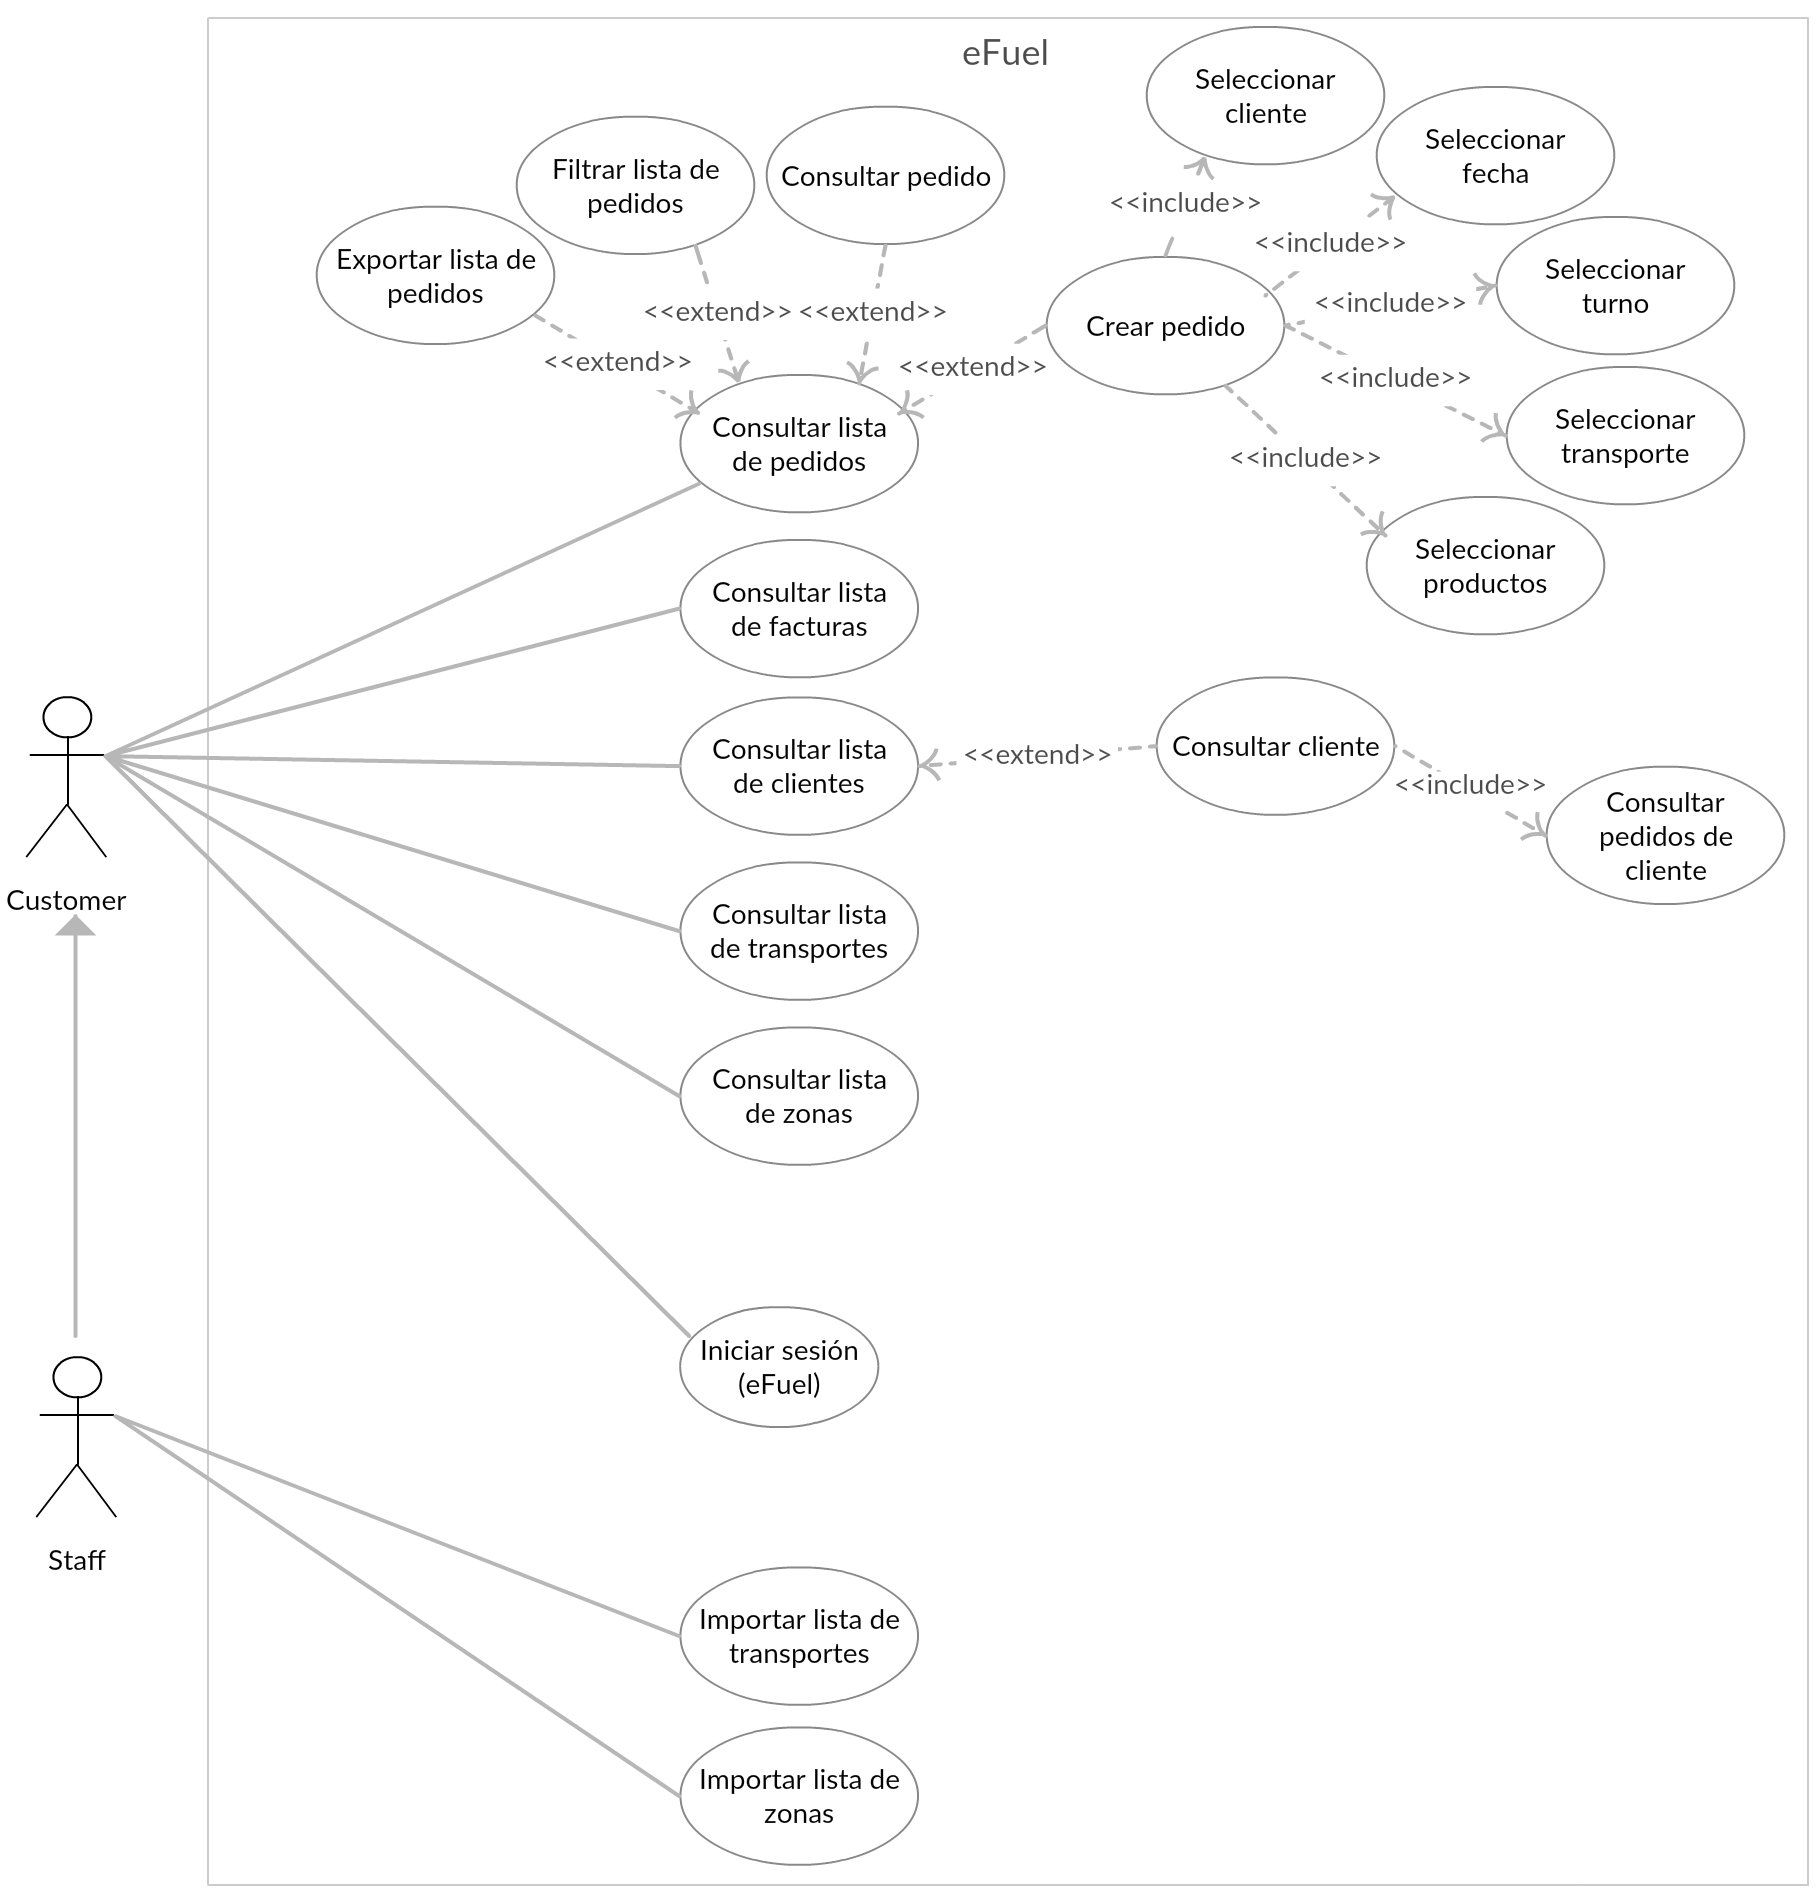 eFuel
Seleccionar
cliente
Seleccionar
fecha
Filtrar lista de
pedidos
Consultar pedido
<<include>>
<<include>>
Exportar lista de
pedidos
Seleccionar
turno
<<extend>>
<<extend>>
<<include>>
Crear pedido
<<extend>>
<<extend>>
<<include>>
Consultar lista
de pedidos
Seleccionar
transporte
<<include>>
Seleccionar
productos
Consultar lista
de facturas
Consultar lista
de clientes
<<extend>>
Consultar cliente
<<include>>
Consultar
pedidos de
cliente
Customer
Consultar lista
de transportes
Consultar lista
de zonas
Iniciar sesión
(eFuel)
Staff
Importar lista de
transportes
Importar lista de
zonas